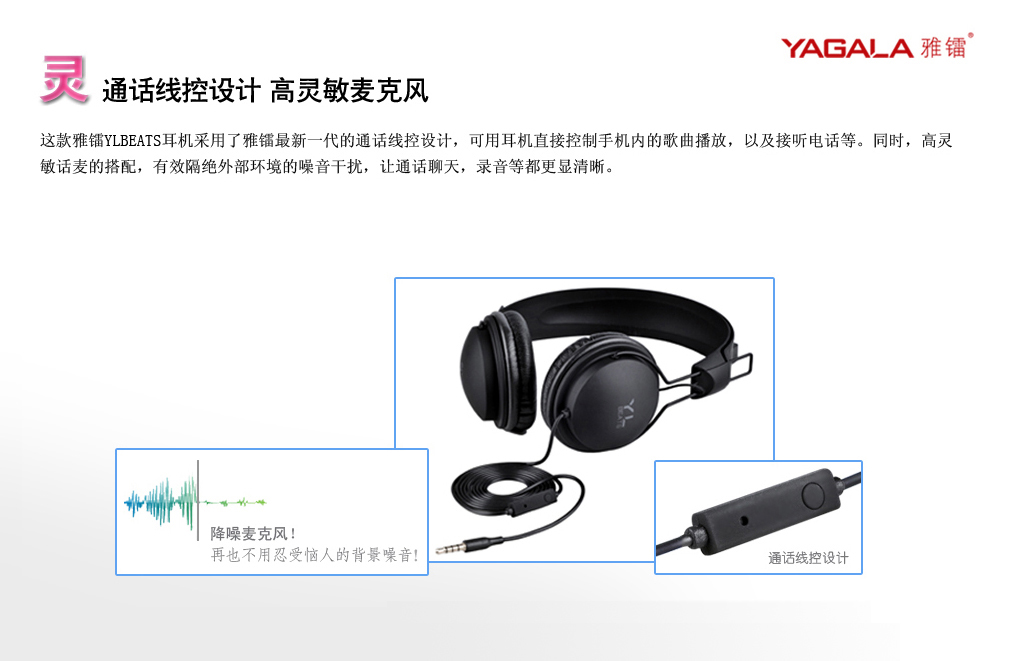 YAGALA 雅镭®
灵 通话线控设计 高灵敏麦克风
这款雅镭YLBEATS耳机采用了雅镭最新一代的通话线控设计，可用耳机直接控制手机内的歌曲播放，以及接听电话等。同时，高灵
敏话麦的搭配，有效隔绝外部环境的噪音干扰，让通话聊天，录音等都更显清晰。
YL
BEATS
降噪麦克风！
再也不用忍受恼人的背景噪音！
通话线控设计